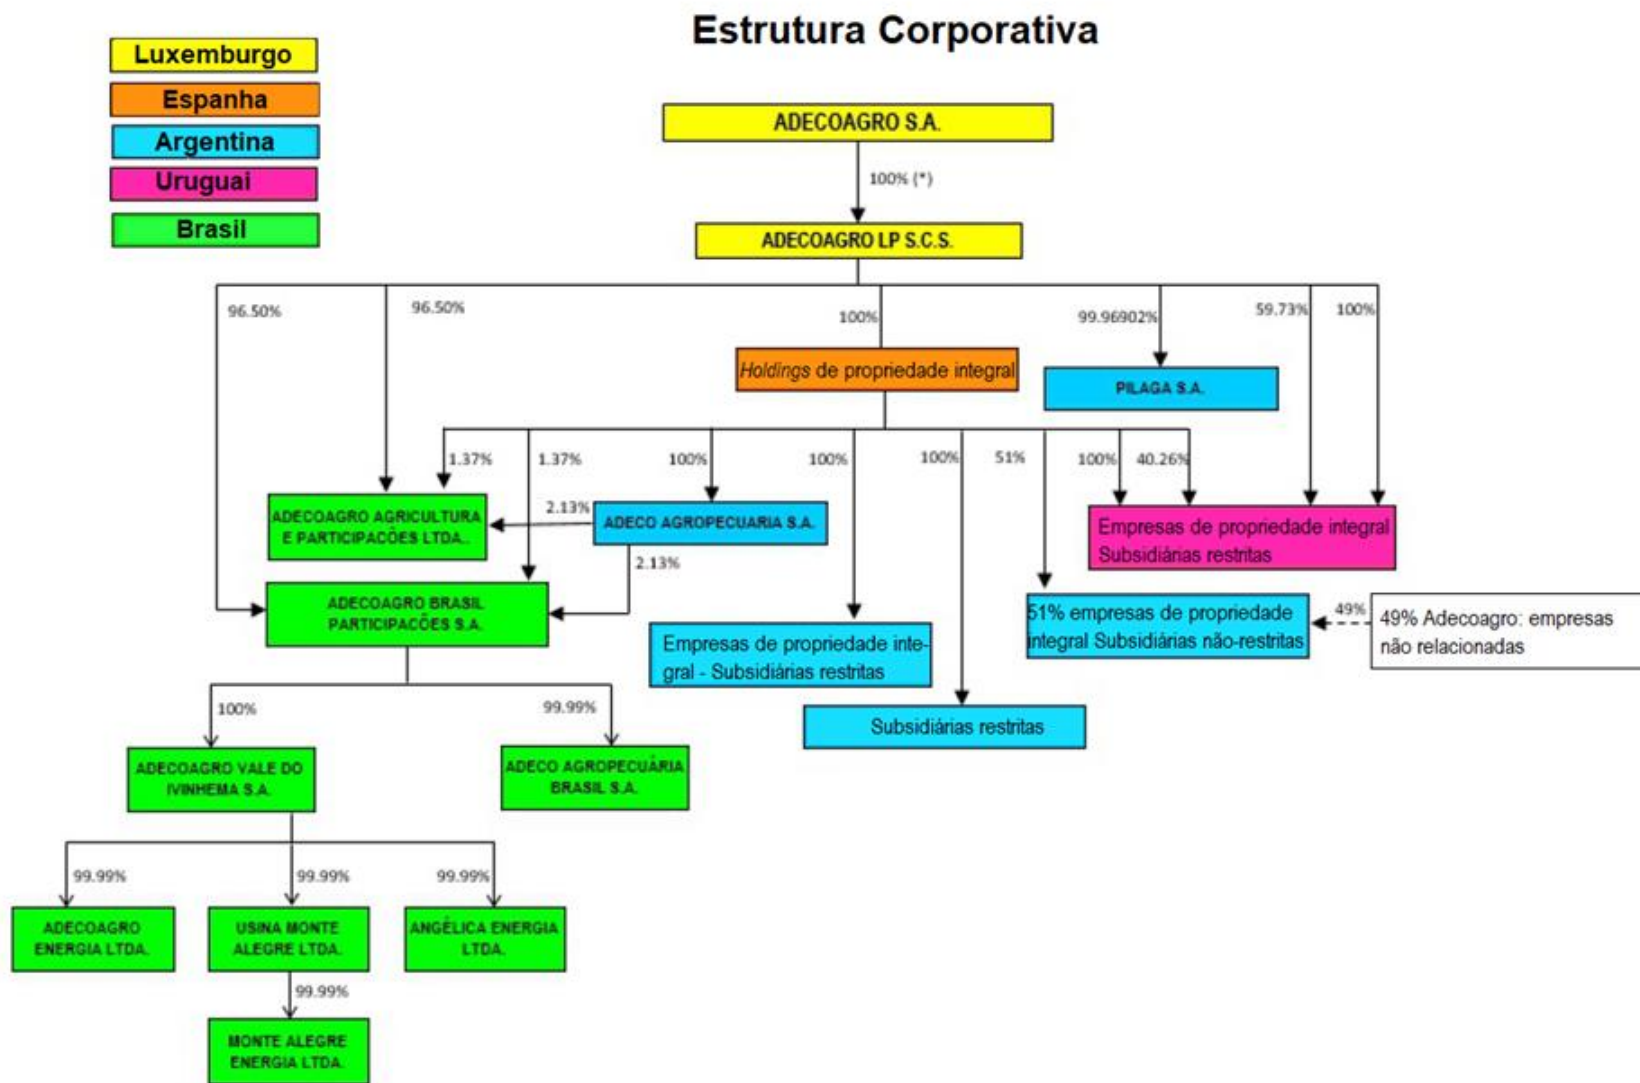 Estrutura Corporativa
Luxemburgo
Espanha
Argentina
Uruguai
Brasil
ADECOAGRO S.A.
100% (*)
ADECOAGRO LP S.C.S.
96.50%
96.50%
100%
99.96902%
59.73%
100%
Holdings de propriedade integral
PILAGA S.A.
1.37%
1.37%
100%
100%
100%
51%
100%
40.26%
ADECOAGRO AGRICULTURA
E PARTICIPACÕES LTDA..
2.13%
ADECO AGROPECUARIA S.A.
2.13%
Empresas de propriedade integral
Subsidiárias restritas
ADECOAGRO BRASIL
PARTICIPACÕES S.A.
Empresas de propriedade inte-
gral - Subsidiárias restritas
51% empresas de propriedade
integral Subsidiárias não-restritas
49%
49% Adecoagro: empresas
não relacionadas
Subsidiárias restritas
100%
99.99%
ADECOAGRO VALE DO
IVINHEMA S.A.
ADECO AGROPECUÀRIA
BRASIL S.A.
99.99%
99.99%
99.99%
ADECOAGRO
ENERGIA LTDA.
USINA MONTE
ALEGRE LTDA.
ANGÊLICA ENERGIA
LTDA.
99.99%
MONTE ALEGRE
ENERGIA LTDA.